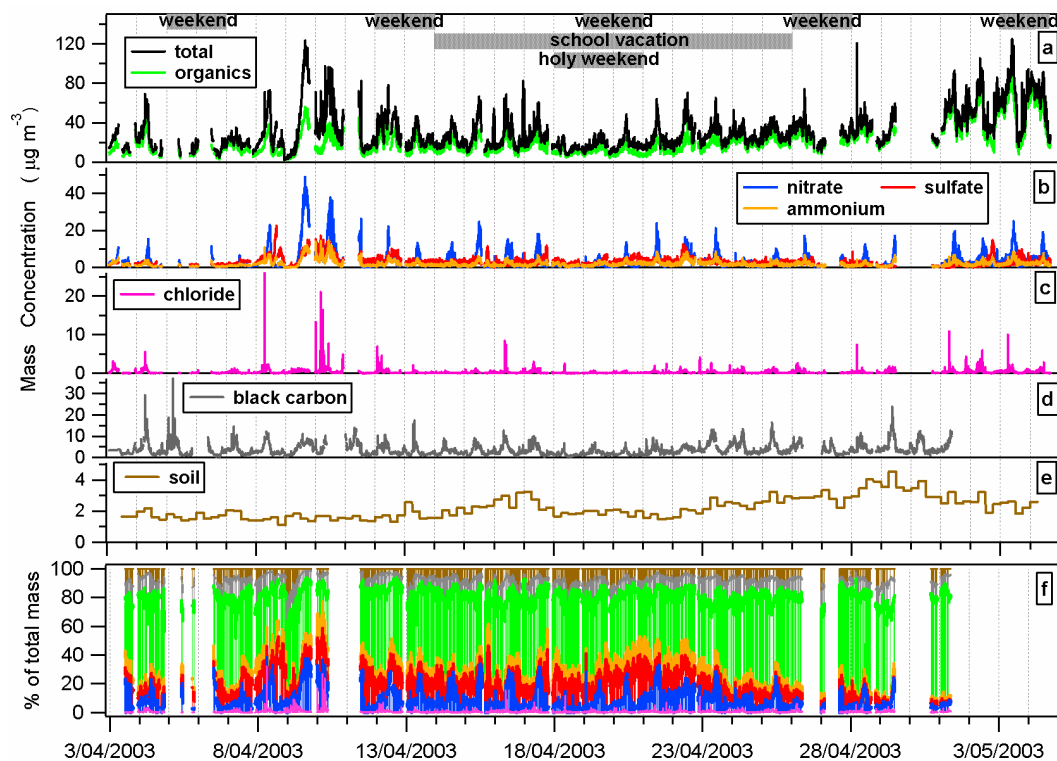 weekend weekend weekend weekend weekend
school vacation
holy weekend
total
organics
a
120
80
40
0
nitrate sulfate
ammonium
b
40
20
0
chloride
c
20
10
0
black carbon
d
30
20
10
0
soil
e
4
2
0
Mass Concentration ( µg m-3 )
f
100
80
60
40
20
0
% of total mass
3/04/2003 8/04/2003 13/04/2003 18/04/2003 23/04/2003 28/04/2003 3/05/2003